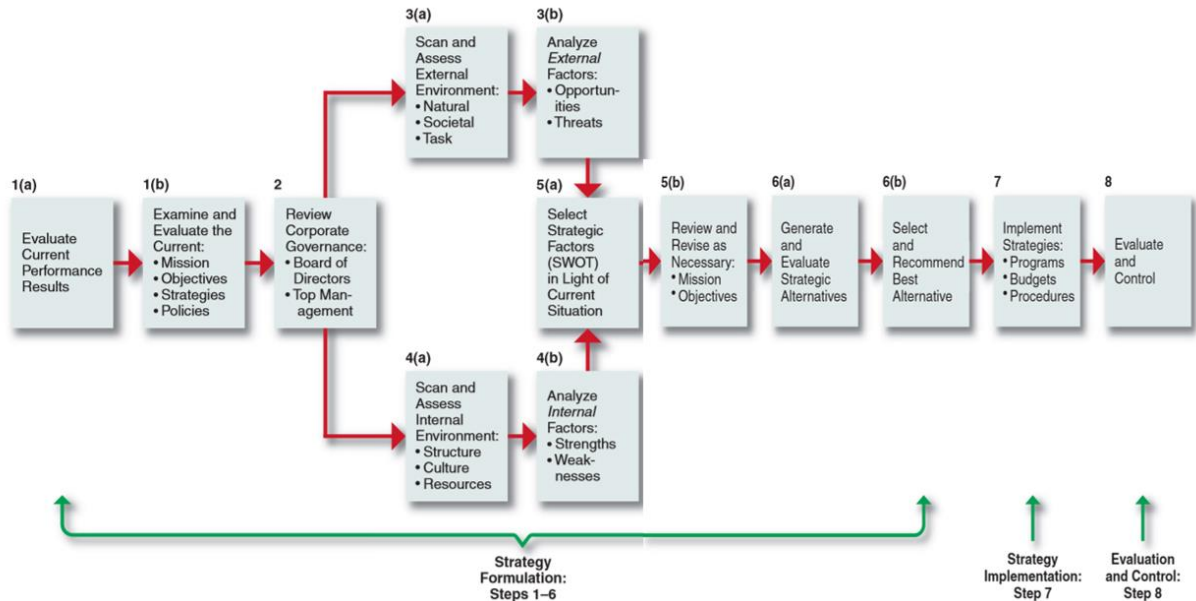 3(a)
Scan and
Assess
External
Environment:
• Natural
• Societal
• Task
3(b)
Analyze
External
Factors:
• Opportun-
ities
• Threats
1(a)
Evaluate
Current
Performance
Results
1(b)
Examine and
Evaluate the
Current:
• Mission
• Objectives
• Strategies
• Policies
2
Review
Corporate
Governance:
• Board of
Directors
• Top Man-
agement
5(a)
Select
Strategic
Factors
(SWOT)
in Light of
Current
Situation
5(b)
Review and
Revise as
Necessary:
• Mission
• Objectives
6(a)
Generate
and
Evaluate
Strategic
Alternatives
6(b)
Select
and
Recommend
Best
Alternative
7
Implement
Strategies:
• Programs
• Budgets
• Procedures
8
Evaluate
and
Control
4(a)
Scan and
Assess
Internal
Environment:
• Structure
• Culture
• Resources
4(b)
Analyze
Internal
Factors:
• Strengths
• Weak-
nesses
Strategy
Formulation:
Steps 1–6
Strategy
Implementation:
Step 7
Evaluation
and Control:
Step 8